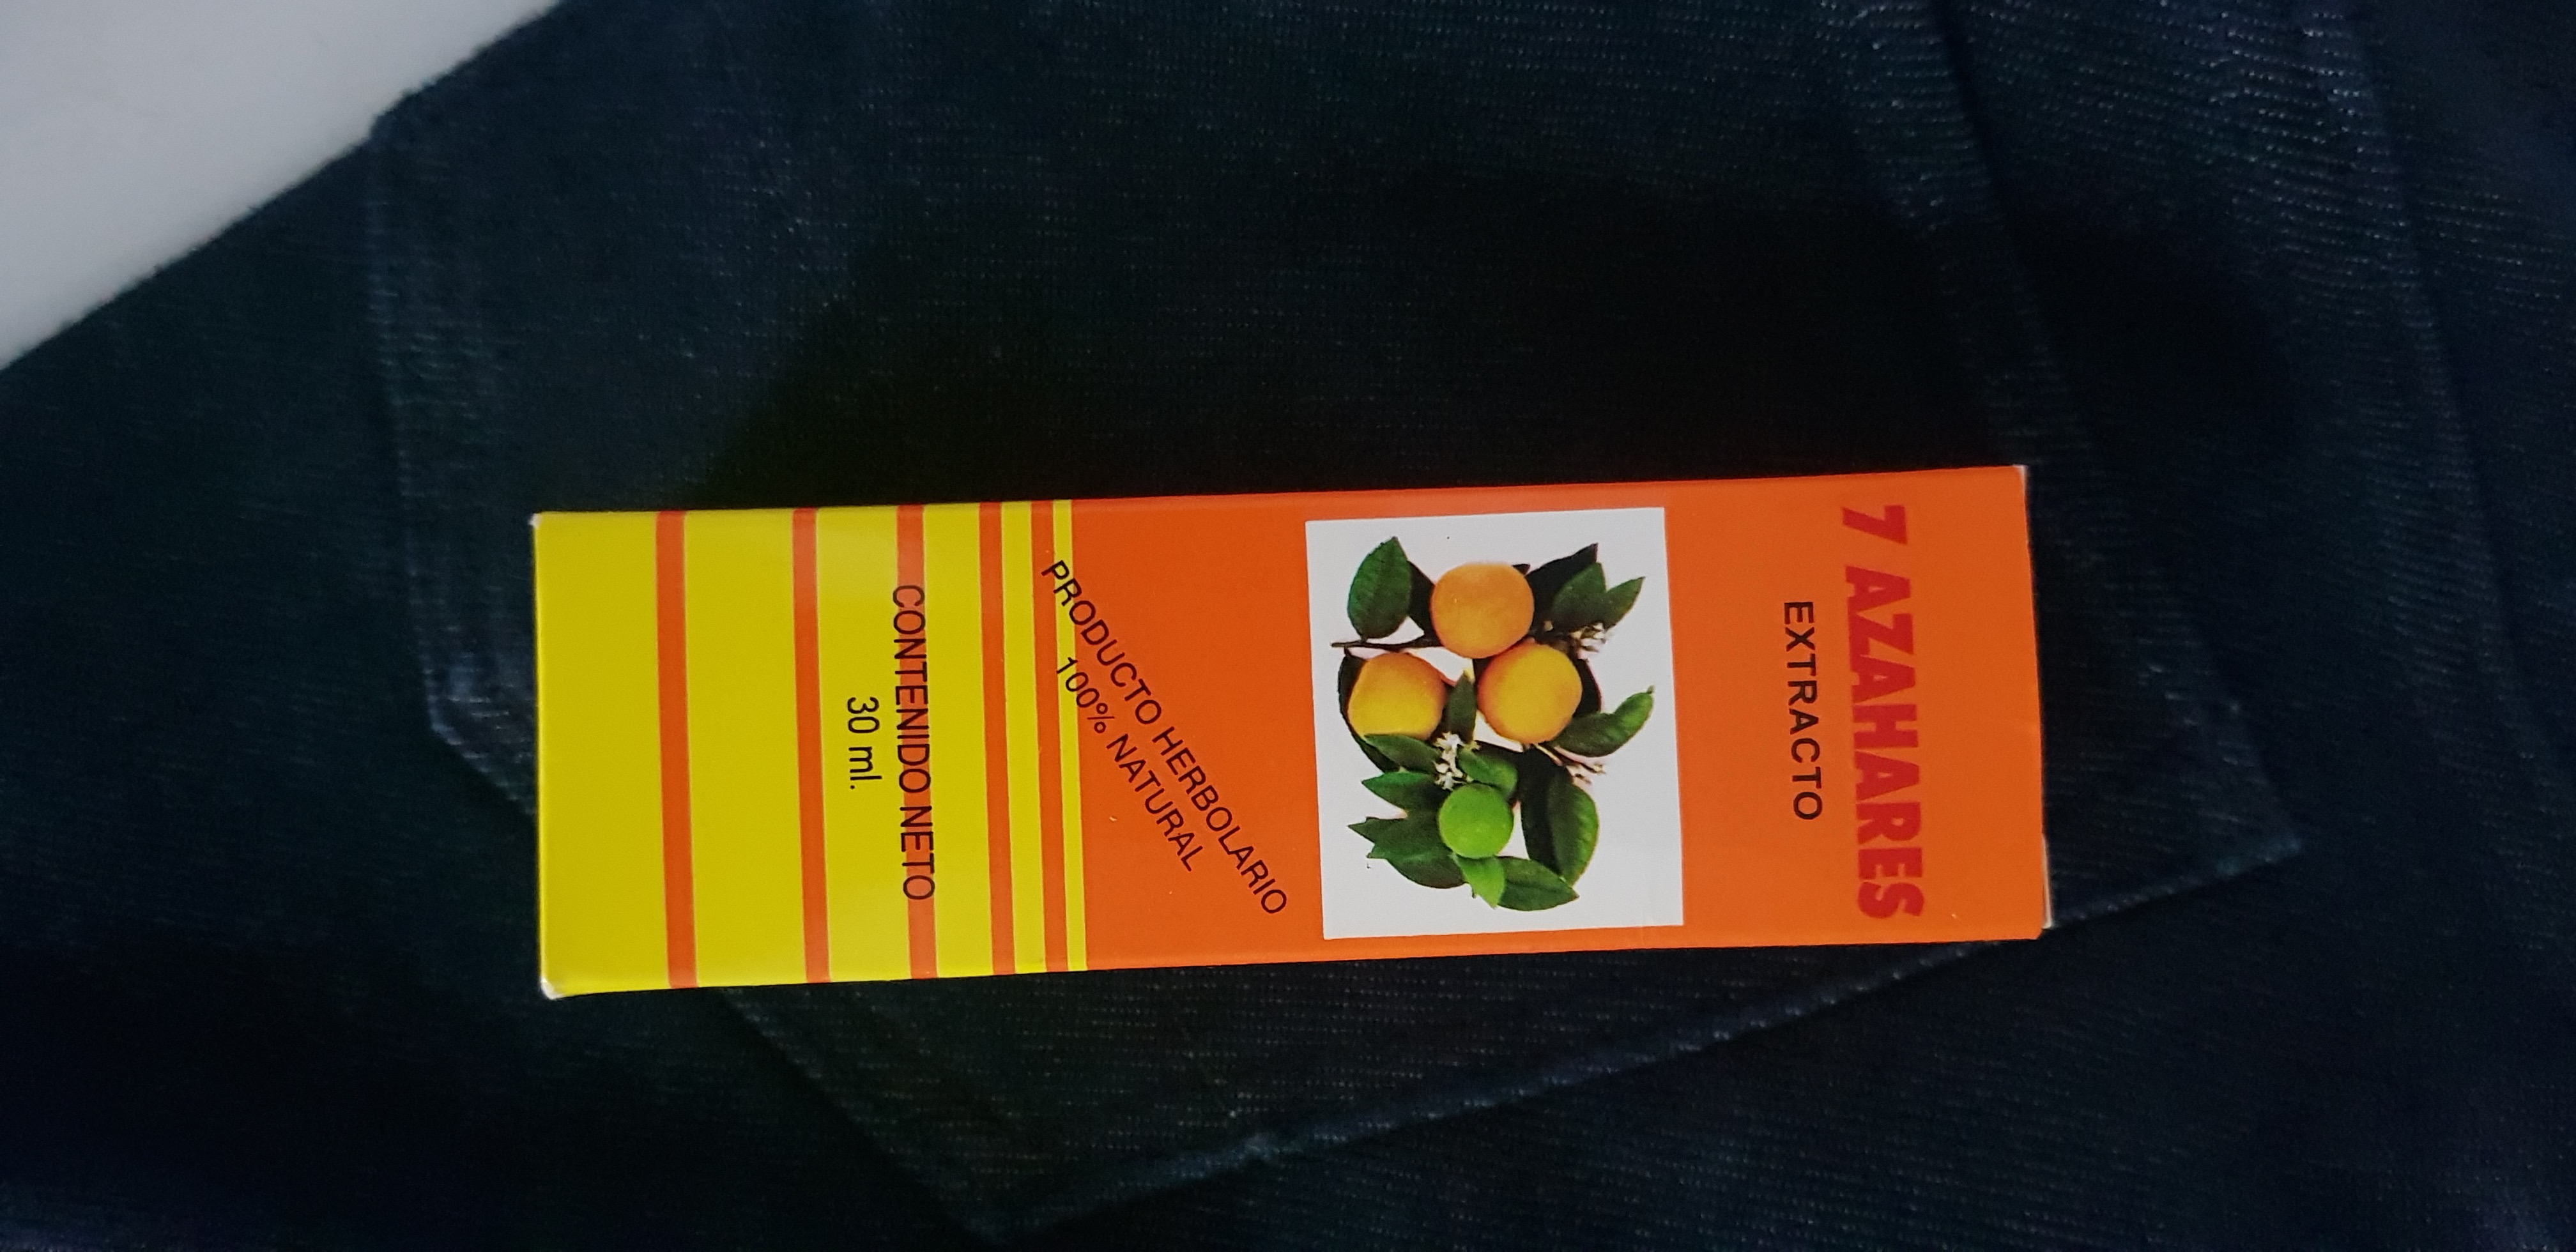 7 AZAHARES
EXTRACTO
PRODUCTO HERBOLARIO
100% NATURAL
CONTENIDO NETO
30 ml.